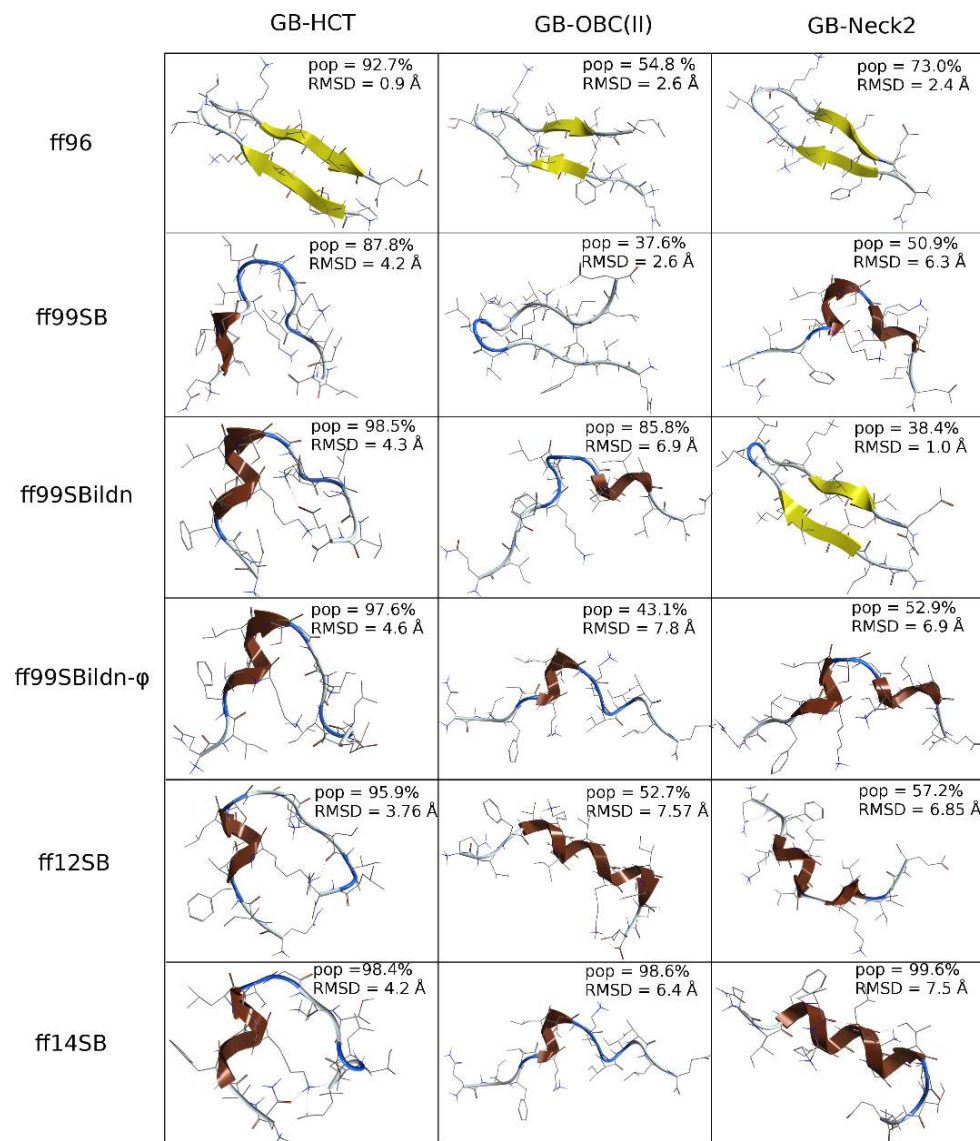 GB-HCT GB-OBC(II) GB-Neck2
ff96
pop = 92.7%
RMSD = 0.9 Å
pop = 54.8 %
RMSD = 2.6 Å
pop = 73.0%
RMSD = 2.4 Å
ff99SB
pop = 87.8%
RMSD = 4.2 Å
pop = 37.6%
RMSD = 2.6 Å
pop = 50.9%
RMSD = 6.3 Å
ff99SBildn
pop = 98.5%
RMSD = 4.3 Å
pop = 85.8%
RMSD = 6.9 Å
pop = 38.4%
RMSD = 1.0 Å
ff99SBildn-φ
pop = 97.6%
RMSD = 4.6 Å
pop = 43.1%
RMSD = 7.8 Å
pop = 52.9%
RMSD = 6.9 Å
ff12SB
pop = 95.9%
RMSD = 3.76 Å
pop = 52.7%
RMSD = 7.57 Å
pop = 57.2%
RMSD = 6.85 Å
ff14SB
pop =98.4%
RMSD = 4.2 Å
pop = 98.6%
RMSD = 6.4 Å
pop = 99.6%
RMSD = 7.5 Å